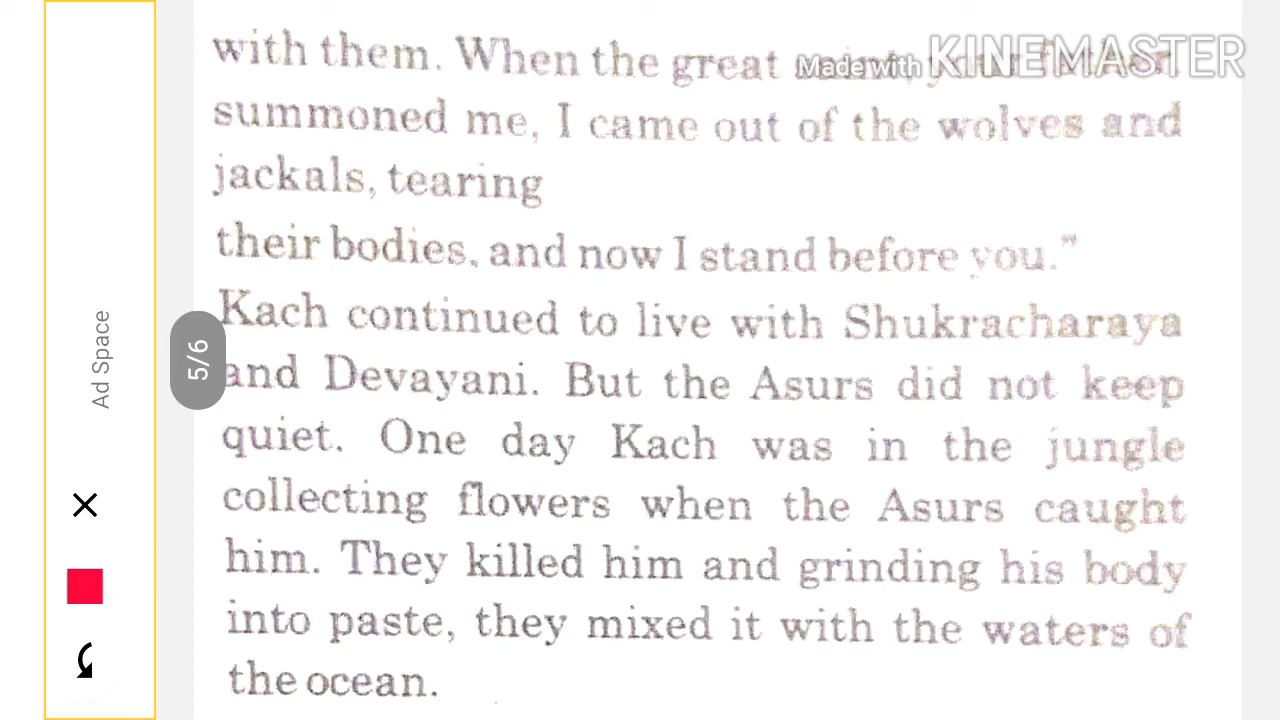 with them. When the great
Made with KINEMASTER
summoned me, I came out of the wolves and
jackals, tearing
their bodies, and now I stand before you."
Kach continued to live with Shukracharaya
and Devayani. But the Asurs did not keep
quiet. One day Kach was in the jungle
collecting flowers when the Asurs caught
him. They killed him and grinding his body
into paste, they mixed it with the waters of
the ocean.
Ad Space
5/6